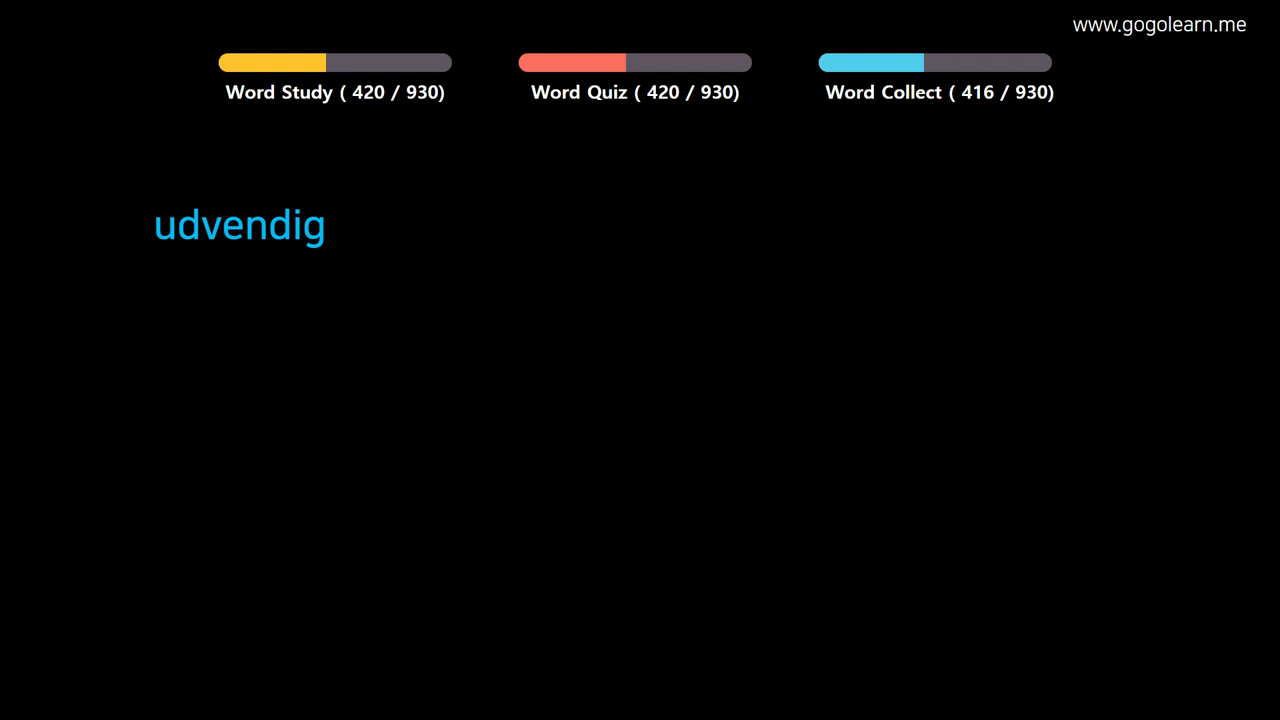 www.gogolearn.me
Word Study ( 420 / 930)
Word Quiz ( 420 / 930)
Word Collect ( 416 / 930)
udvendig